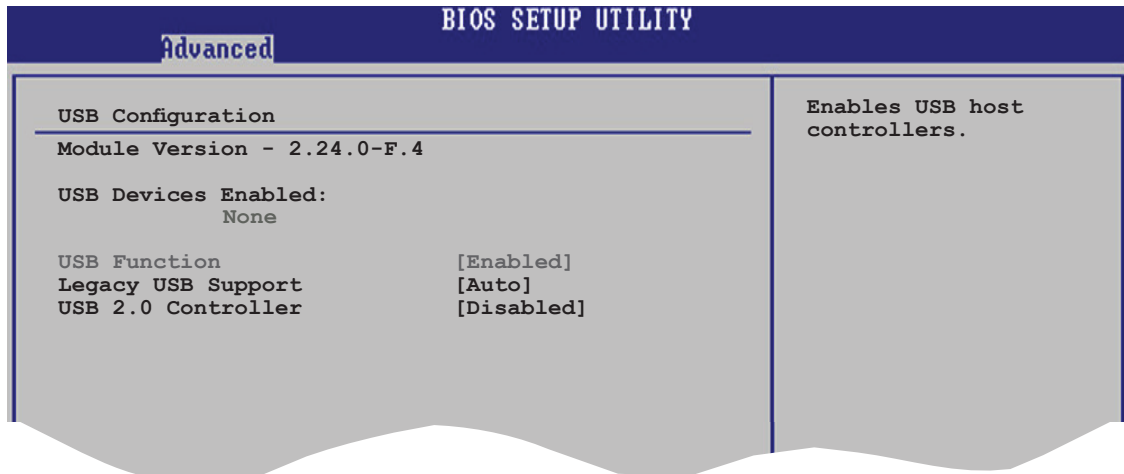 BIOS SETUP UTILITY
Advanced
USB Configuration
Module Version - 2.24.0-F.4
USB Devices Enabled:
None
USB Function [Enabled]
Legacy USB Support [Auto]
USB 2.0 Controller [Disabled]
Enables USB host
controllers.